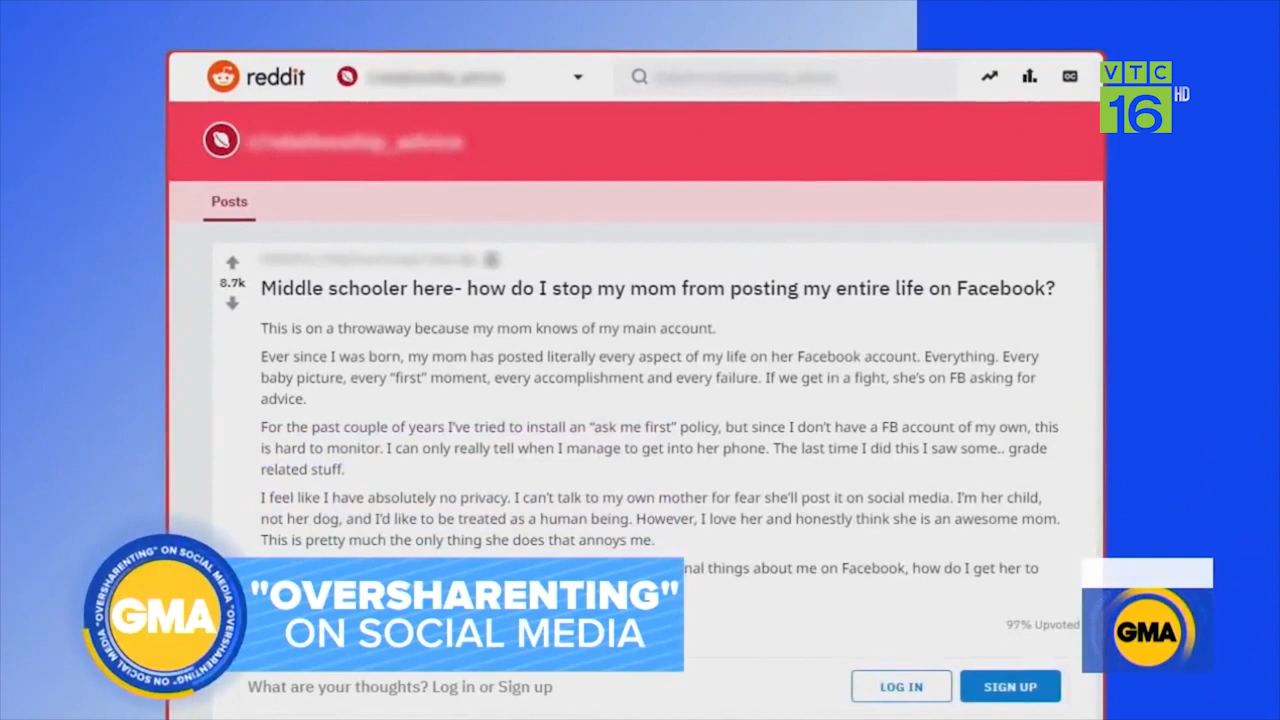 reddit
VTC
16 HD
Posts
8.7k
Middle schooler here- how do I stop my mom from posting my entire life on Facebook?
This is on a throwaway because my mom knows of my main account.
Ever since I was born, my mom has posted literally every aspect of my life on her Facebook account. Everything. Every
baby picture, every “first” moment, every accomplishment and every failure. If we get in a fight, she’s on FB asking for
advice.
For the past couple of years I’ve tried to install an “ask me first” policy, but since I don’t have a FB account of my own, this
is hard to monitor. I can only really tell when I manage to get into her phone. The last time I did this I saw some.. grade
related stuff.
I feel like I have absolutely no privacy. I can’t talk to my own mother for fear she’ll post it on social media. I’m her child,
not her dog, and I’d like to be treated as a human being. However, I love her and honestly think she is an awesome mom.
This is pretty much the only thing she does that annoys me.
things about me on Facebook, how do I get her to
97% Upvoted
"OVERSHARENTING"
ON SOCIAL MEDIA
GMA
"OVERSHARENTING" ON SOCIAL MEDIA "OVERSHARENTING" ON SOCIAL MEDIA
GMA
What are your thoughts? Log in or Sign up
LOG IN
SIGN UP